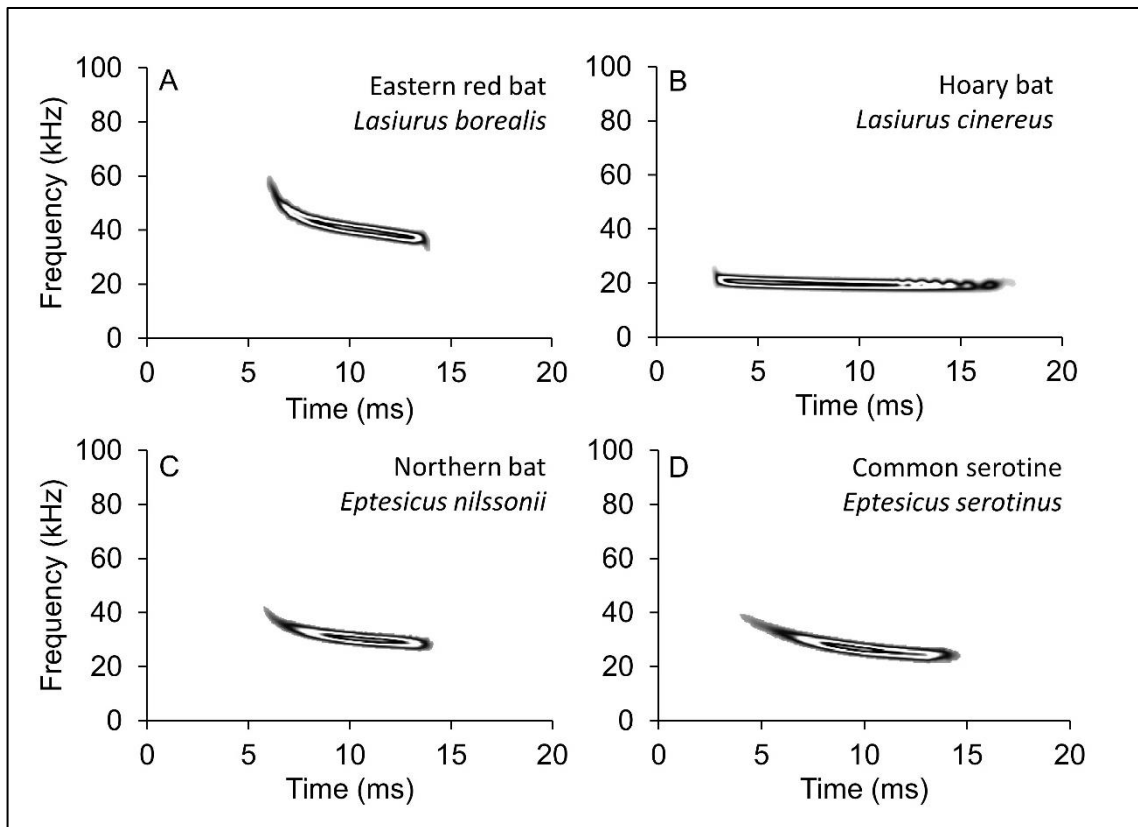 A
Eastern red bat
Lasiurus borealis
100
80
60
40
20
0
Frequency (kHz)
0 5 10 15 20
Time (ms)
B
Hoary bat
Lasiurus cinereus
100
80
60
40
20
0
0 5 10 15 20
Time (ms)
C
Northern bat
Eptesicus nilssonii
100
80
60
40
20
0
Frequency (kHz)
0 5 10 15 20
Time (ms)
D
Common serotine
Eptesicus serotinus
100
80
60
40
20
0
0 5 10 15 20
Time (ms)